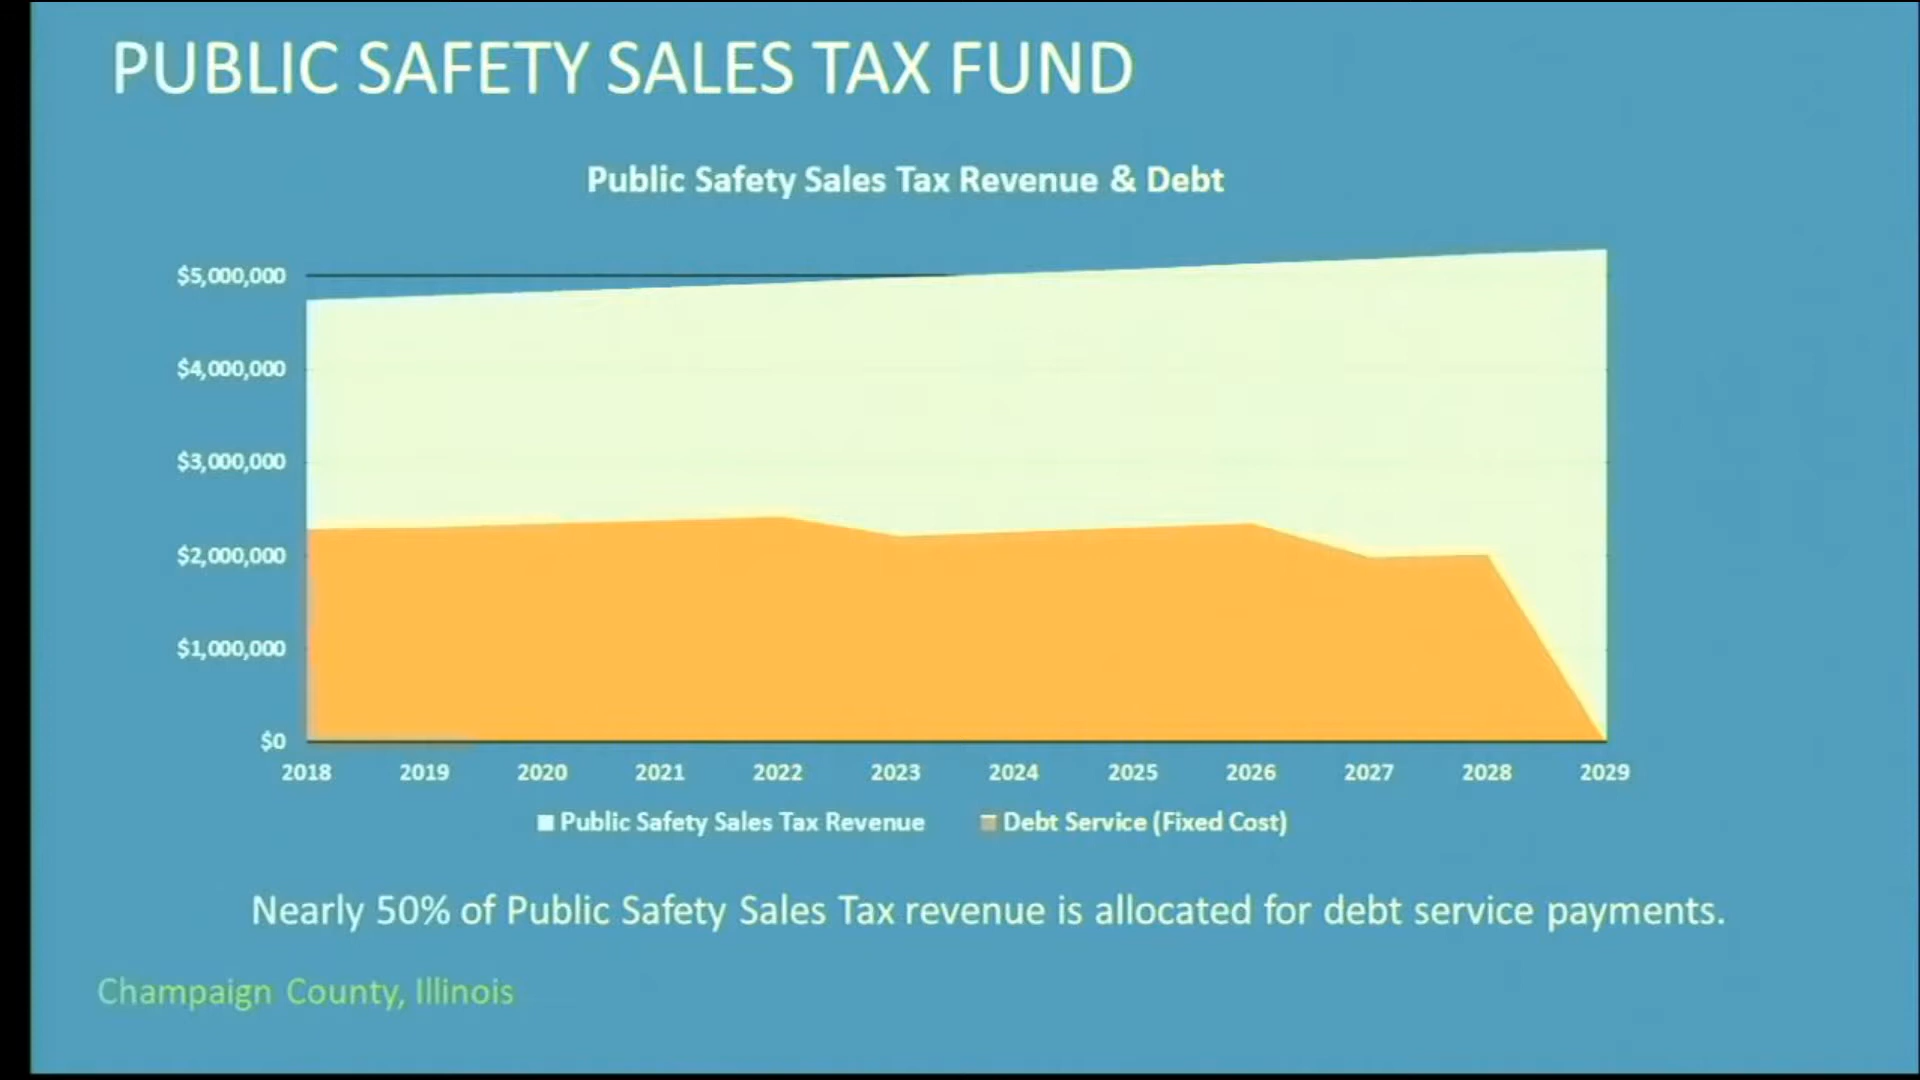 PUBLIC SAFETY SALES TAX FUND
Public Safety Sales Tax Revenue & Debt
$5,000,000
$4,000,000
$3,000,000
$2,000,000
$1,000,000
$0
2018 2019 2020 2021 2022 2023 2024 2025 2026 2027 2028 2029
Public Safety Sales Tax Revenue Debt Service (Fixed Cost)
Nearly 50% of Public Safety Sales Tax revenue is allocated for debt service payments.
Champaign County, Illinois